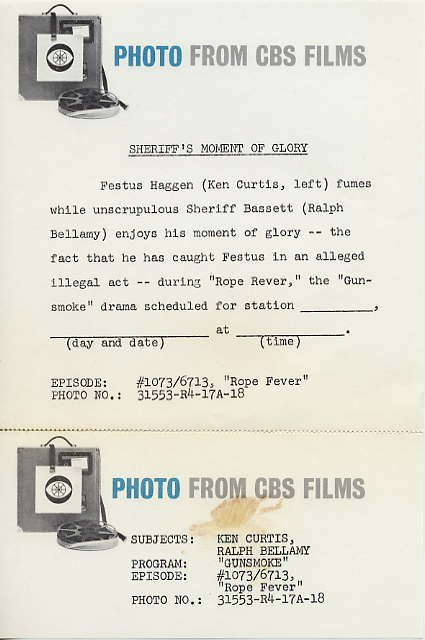 PHOTO FROM CBS FILMS
SHERIFF'S MOMENT OF GLORY
Festus Haggen (Ken Curtis, left) fumes
while unscrupulous Sheriff Bassett (Ralph
Bellamy) enjoys his moment of glory -- the
fact that he has caught Festus in an alleged
illegal act -- during "Rope Rever," the "Gun-
smoke" drama scheduled for station __________,
______________________ at ______________.
(day and date) (time)
EPISODE: #1073/6713, "Rope Fever"
PHOTO NO.: 31553-R4-17A-18
PHOTO FROM CBS FILMS
SUBJECTS: KEN CURTIS,
RALPH BELLAMY
PROGRAM: "GUNSMOKE"
EPISODE: #1073/6713,
"Rope Fever"
PHOTO NO.: 31553-R4-17A-18